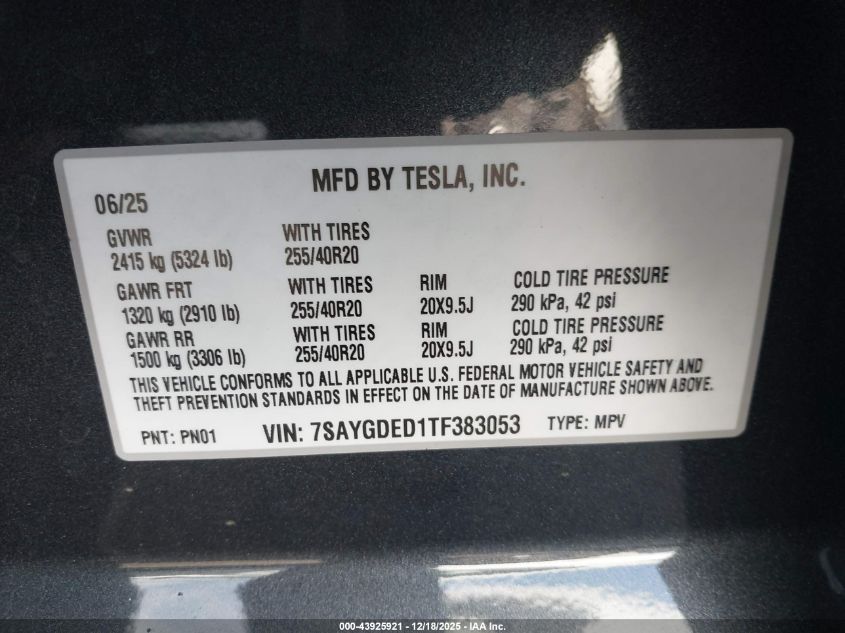 MFD BY TESLA, INC.
06/25
GVWR WITH TIRES
2415 kg (5324 lb) 255/40R20
GAWR FRT WITH TIRES RIM COLD TIRE PRESSURE
1320 kg (2910 lb) 255/40R20 20X9.5J 290 kPa, 42 psi
GAWR RR WITH TIRES RIM COLD TIRE PRESSURE
1500 kg (3306 lb) 255/40R20 20X9.5J 290 kPa, 42 psi
THIS VEHICLE CONFORMS TO ALL APPLICABLE U.S. FEDERAL MOTOR VEHICLE SAFETY AND
THEFT PREVENTION STANDARDS IN EFFECT ON THE DATE OF MANUFACTURE SHOWN ABOVE.
PNT: PN01 VIN: 7SAYGDED1TF383053 TYPE: MPV
000-43925921 - 12/18/2025 - IAA Inc.